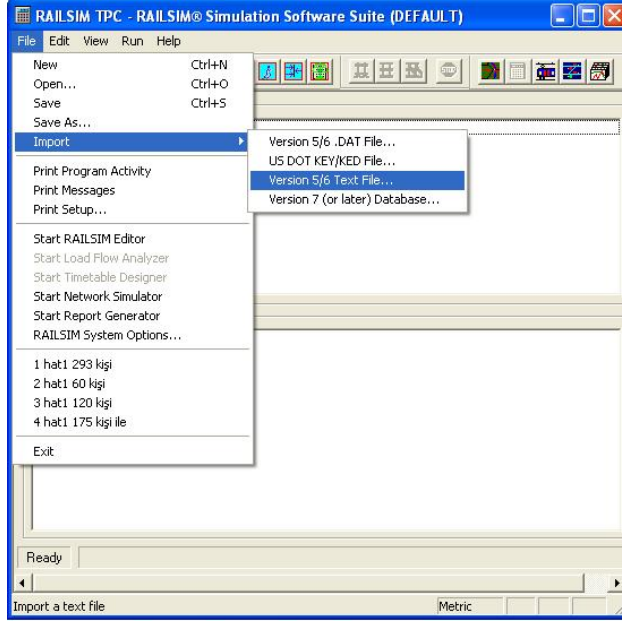 RAILSIM TPC - RAILSIM® Simulation Software Suite (DEFAULT)
File Edit View Run Help
New Ctrl+N
Open... Ctrl+O
Save Ctrl+S
Save As...
Import
Version 5/6 .DAT File...
US DOT KEY/KED File...
Version 5/6 Text File...
Version 7 (or later) Database...
Print Program Activity
Print Messages
Print Setup...
Start RAILSIM Editor
Start Load Flow Analyzer
Start Timetable Designer
Start Network Simulator
Start Report Generator
RAILSIM System Options...
1 hat1 293 kişi
2 hat1 60 kişi
3 hat1 120 kişi
4 hat1 175 kişi ile
Exit
Ready
Import a text file Metric